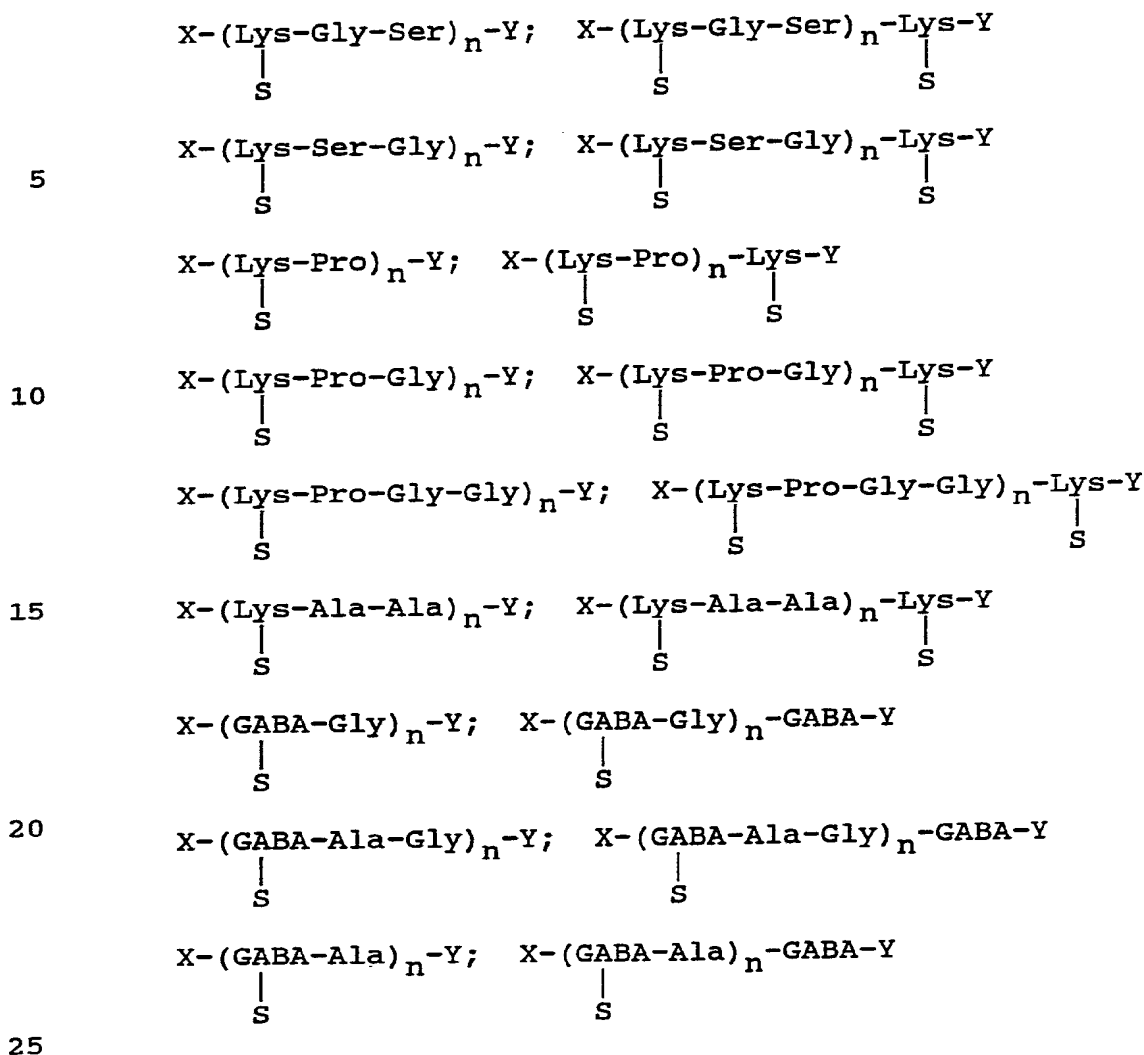 X-(Lys-Gly-Ser)n-Y; X-(Lys-Gly-Ser)n-Lys-Y
S S S
X-(Lys-Ser-Gly)n-Y; X-(Lys-Ser-Gly)n-Lys-Y
5
S S S
X-(Lys-Pro)n-Y; X-(Lys-Pro)n-Lys-Y
S S S
X-(Lys-Pro-Gly)n-Y; X-(Lys-Pro-Gly)n-Lys-Y
10
S S S
X-(Lys-Pro-Gly-Gly)n-Y; X-(Lys-Pro-Gly-Gly)n-Lys-Y
S S S
15 X-(Lys-Ala-Ala)n-Y; X-(Lys-Ala-Ala)n-Lys-Y
S S S
X-(GABA-Gly)n-Y; X-(GABA-Gly)n-GABA-Y
S S
20 X-(GABA-Ala-Gly)n-Y; X-(GABA-Ala-Gly)n-GABA-Y
S S
X-(GABA-Ala)n-Y; X-(GABA-Ala)n-GABA-Y
S S
25